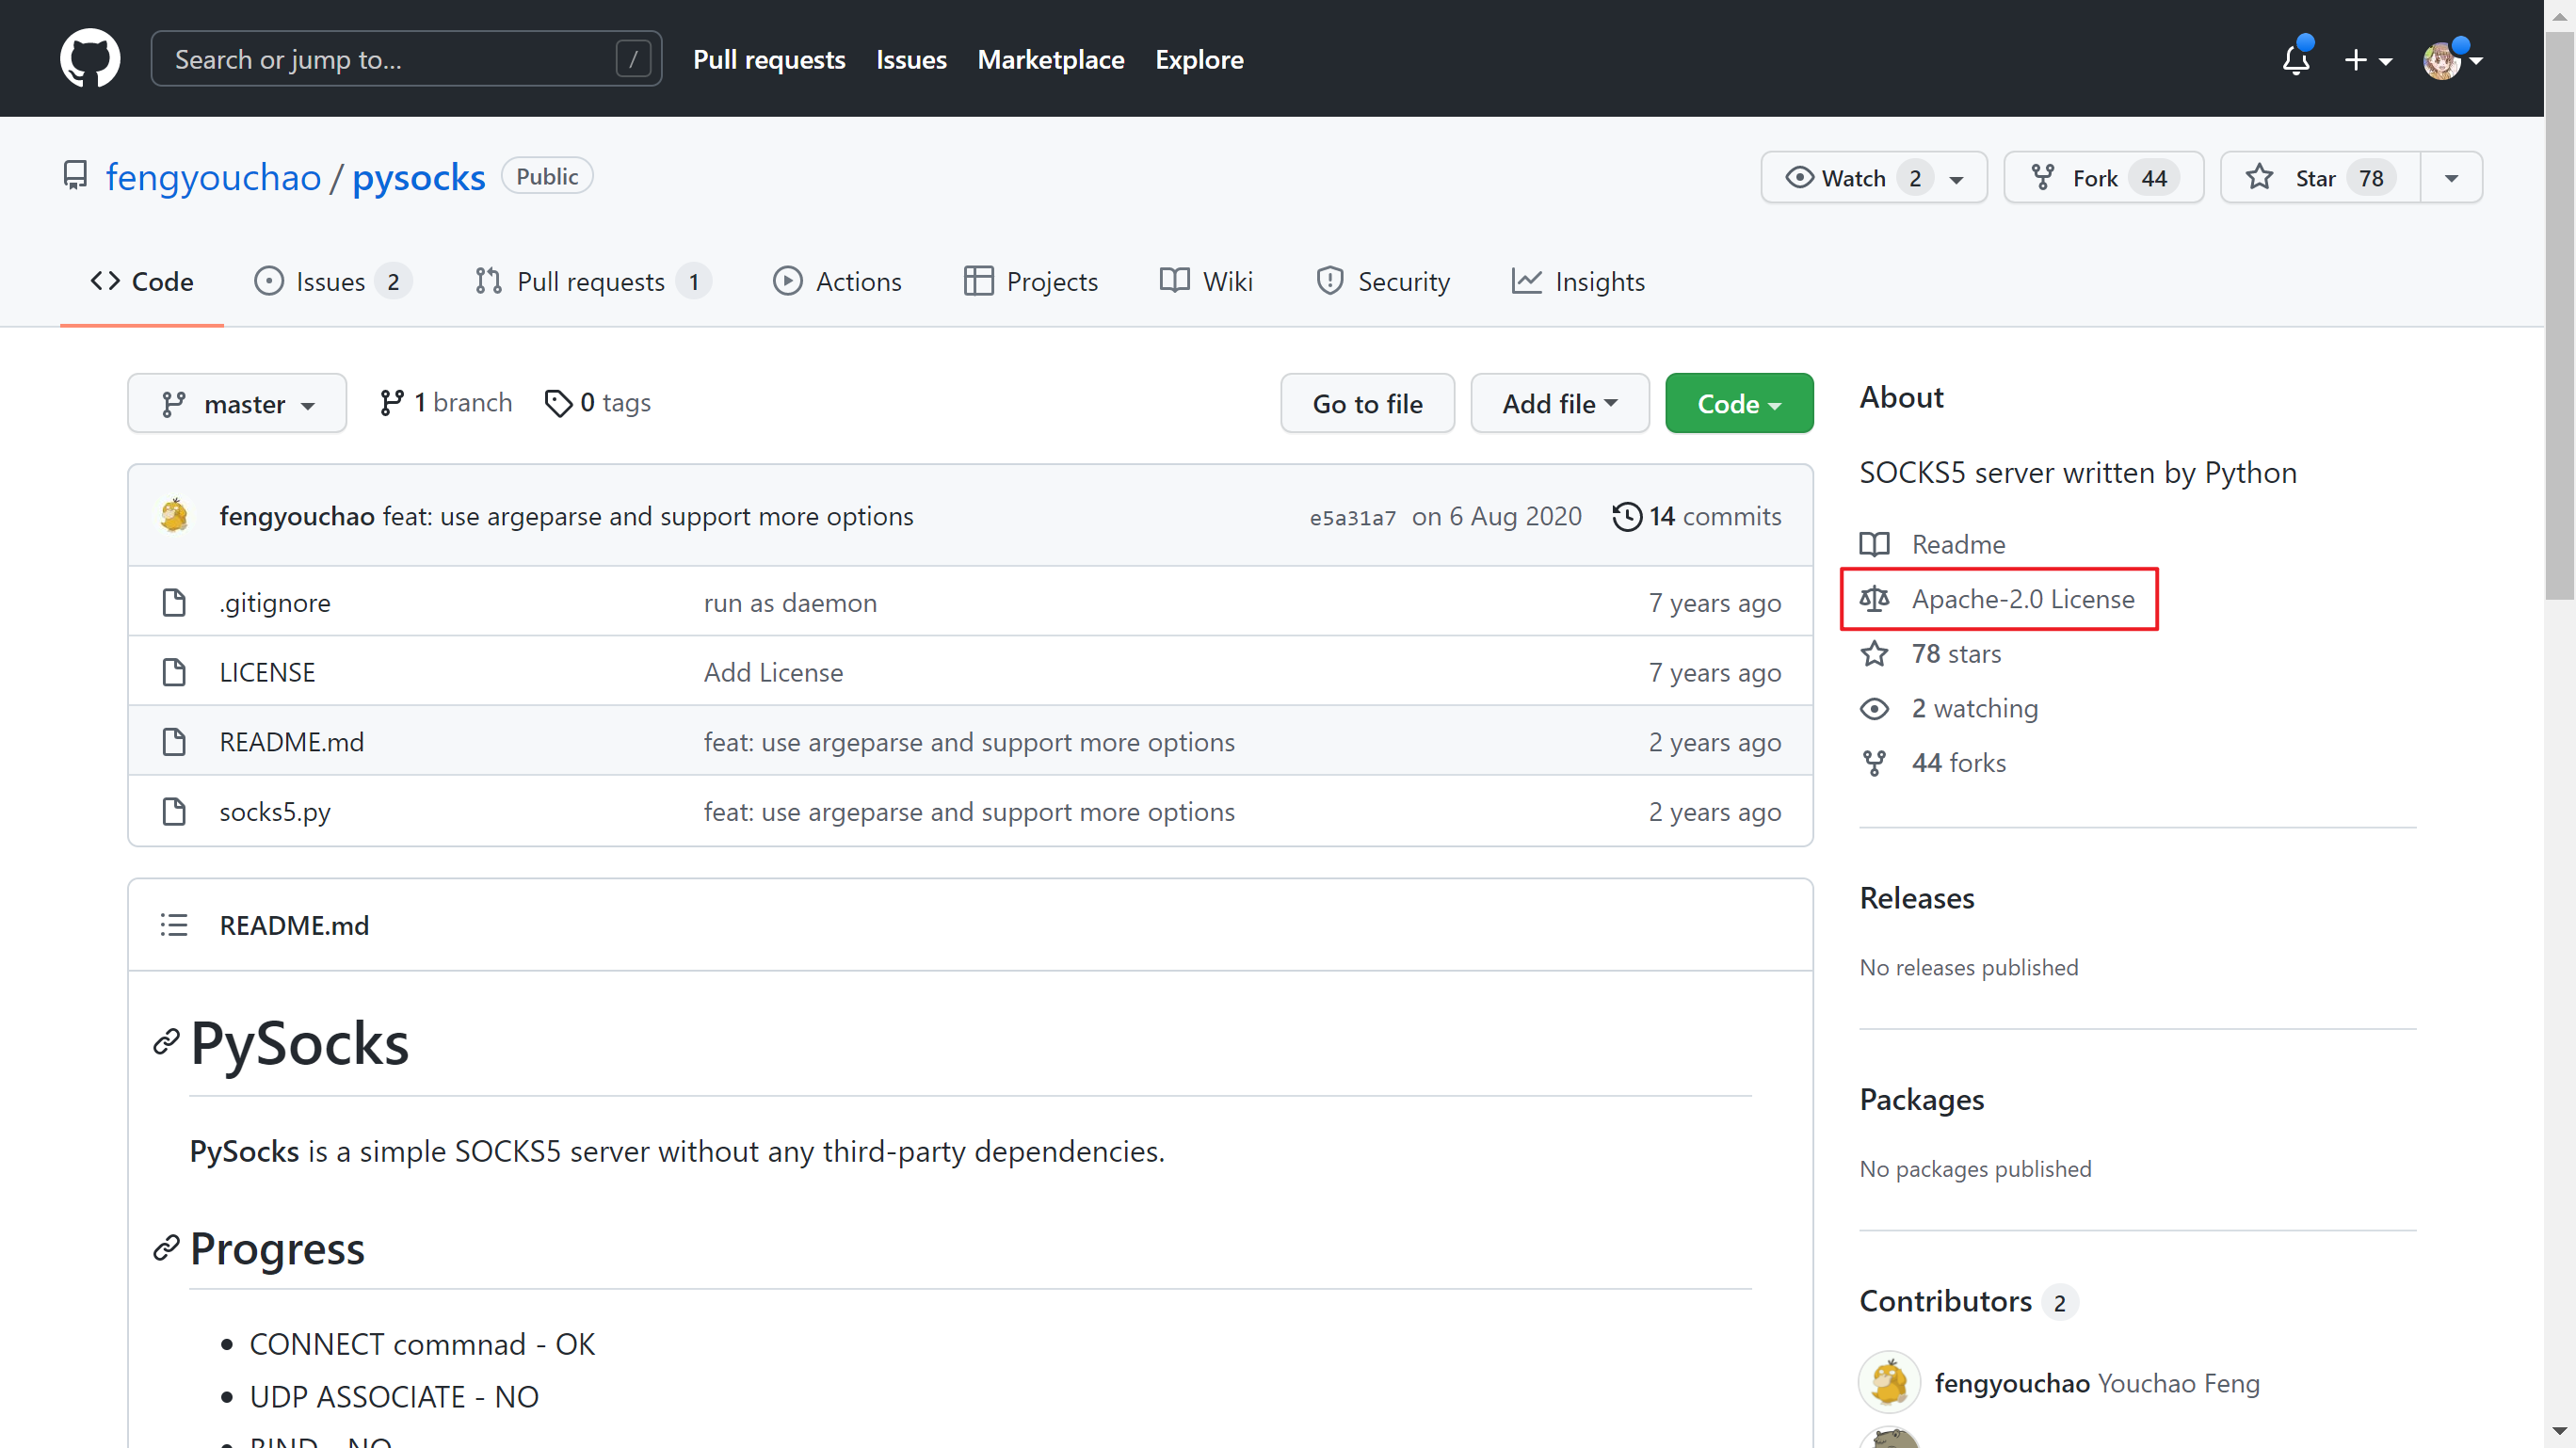 Search or jump to...
/
Pull requests
Issues
Marketplace
Explore
fengyouchao / pysocks
Public
Watch 2
Fork 44
Star 78
Code
Issues 2
Pull requests 1
Actions
Projects
Wiki
Security
Insights
master
1 branch
0 tags
Go to file
Add file
Code
fengyouchao feat: use argeparse and support more options
e5a31a7 on 6 Aug 2020
14 commits
.gitignore
run as daemon
7 years ago
LICENSE
Add License
7 years ago
README.md
feat: use argeparse and support more options
2 years ago
socks5.py
feat: use argeparse and support more options
2 years ago
README.md
PySocks
PySocks is a simple SOCKS5 server without any third-party dependencies.
Progress
CONNECT commnad - OK
UDP ASSOCIATE - NO
BIND - NO
About
SOCKS5 server written by Python
Readme
Apache-2.0 License
78 stars
2 watching
44 forks
Releases
No releases published
Packages
No packages published
Contributors 2
fengyouchao Youchao Feng